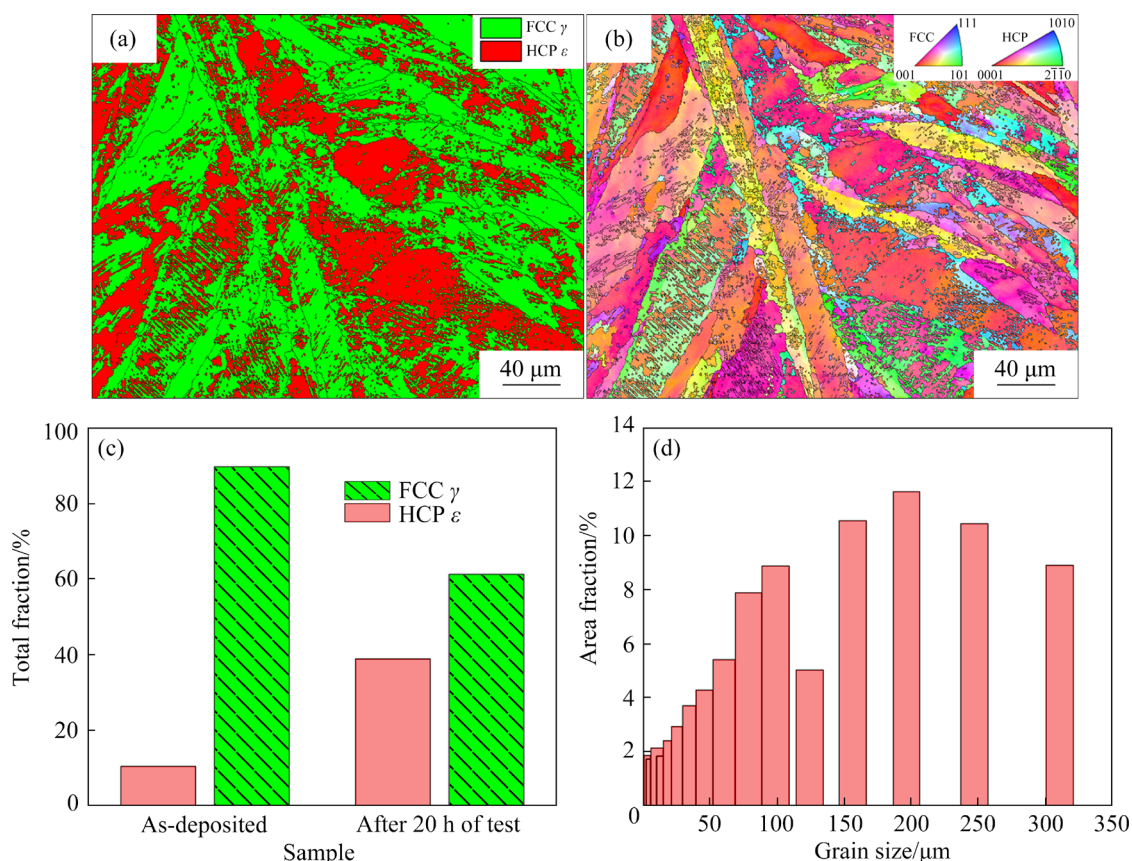 (a)
FCC γ
HCP ε
40 μm
(b)
FCC
111
001
101
HCP
1010
0001
2110
40 μm
(c)
Total fraction/%
100
80
60
40
20
0
FCC γ
HCP ε
As-deposited
After 20 h of test
Sample
(d)
Area fraction/%
14
12
10
8
6
4
2
0
50
100
150
200
250
300
350
Grain size/μm